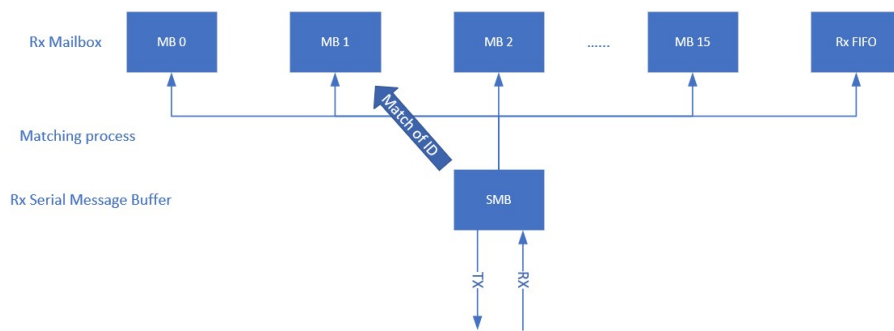 Rx Mailbox
MB 0
MB 1
MB 2
......
MB 15
Rx FIFO
Match of ID
Matching process
Rx Serial Message Buffer
SMB
TX
RX